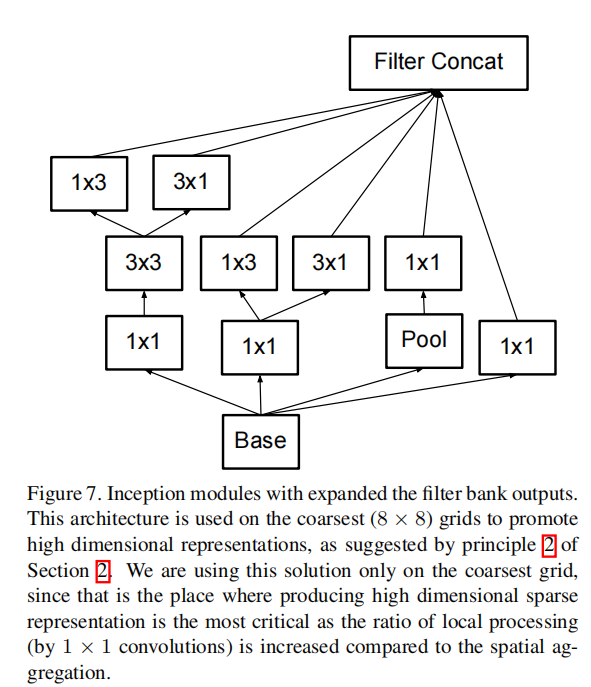 Filter Concat
1x3
3x1
3x3
1x3
3x1
1x1
1x1
1x1
Pool
1x1
Base
Figure 7. Inception modules with expanded the filter bank outputs.
This architecture is used on the coarsest (8 × 8) grids to promote
high dimensional representations, as suggested by principle 2 of
Section 2. We are using this solution only on the coarsest grid,
since that is the place where producing high dimensional sparse
representation is the most critical as the ratio of local processing
(by 1 × 1 convolutions) is increased compared to the spatial ag-
gregation.